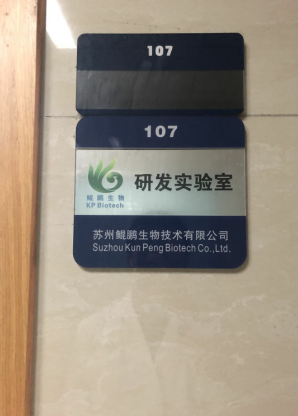 107
107
鲲鹏生物
KP Biotech
研发实验室
苏州鲲鹏生物技术有限公司
Suzhou Kun Peng Biotech Co.,Ltd.